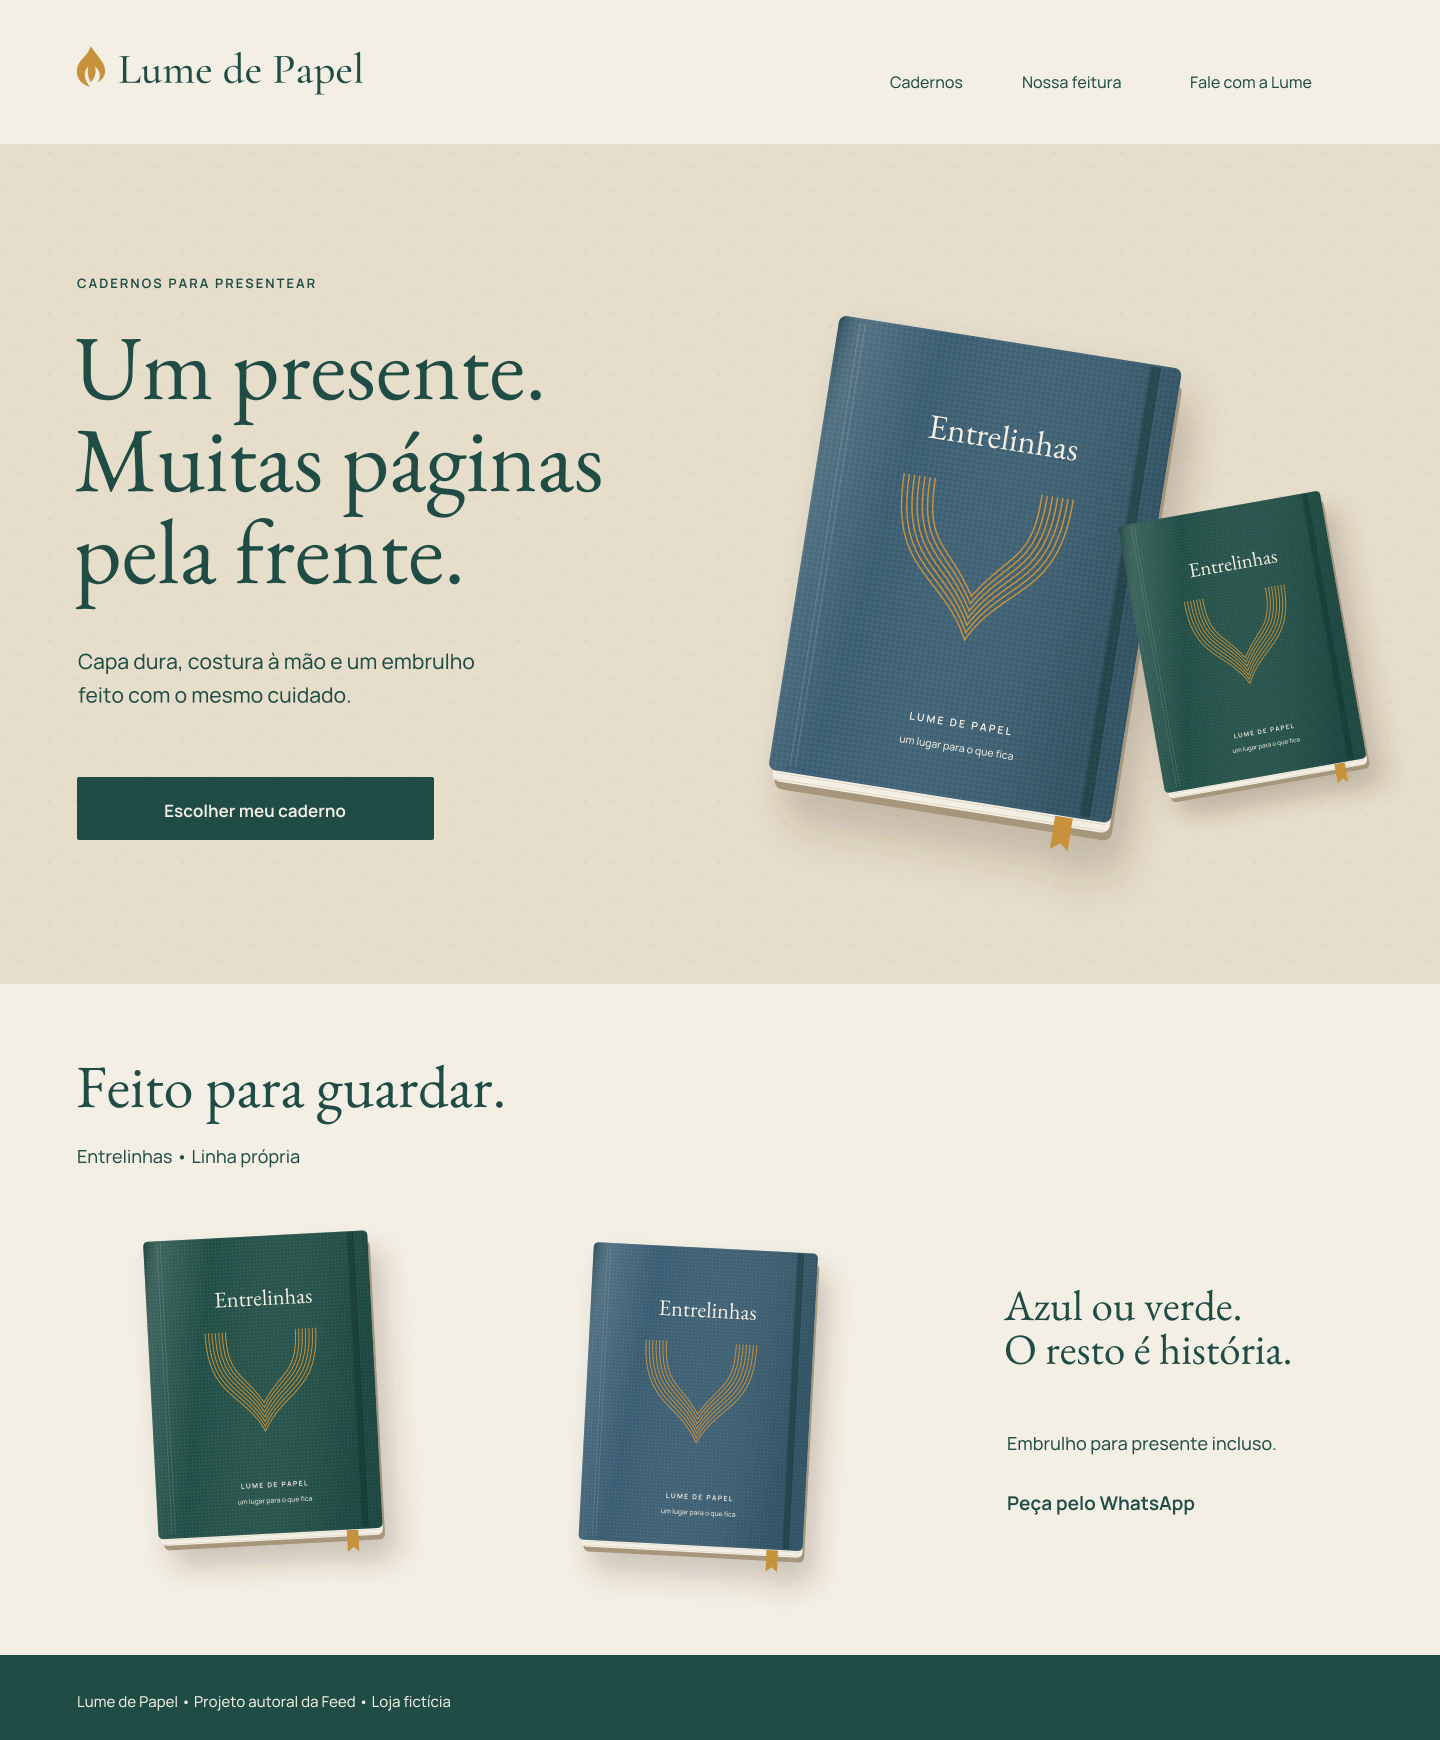 Lume de Papel
Cadernos
Nossa feitura
Fale com a Lume
CADERNOS PARA PRESENTEAR
Um presente.
Muitas páginas
pela frente.
Capa dura, costura à mão e um embrulho
feito com o mesmo cuidado.
Escolher meu caderno
Entrelinhas
LUME DE PAPEL
um lugar para o que fica
Entrelinhas
LUME DE PAPEL
um lugar para o que fica
Feito para guardar.
Entrelinhas • Linha própria
Entrelinhas
LUME DE PAPEL
um lugar para o que fica
Entrelinhas
LUME DE PAPEL
um lugar para o que fica
Azul ou verde.
O resto é história.
Embrulho para presente incluso.
Peça pelo WhatsApp
Lume de Papel • Projeto autoral da Feed • Loja fictícia